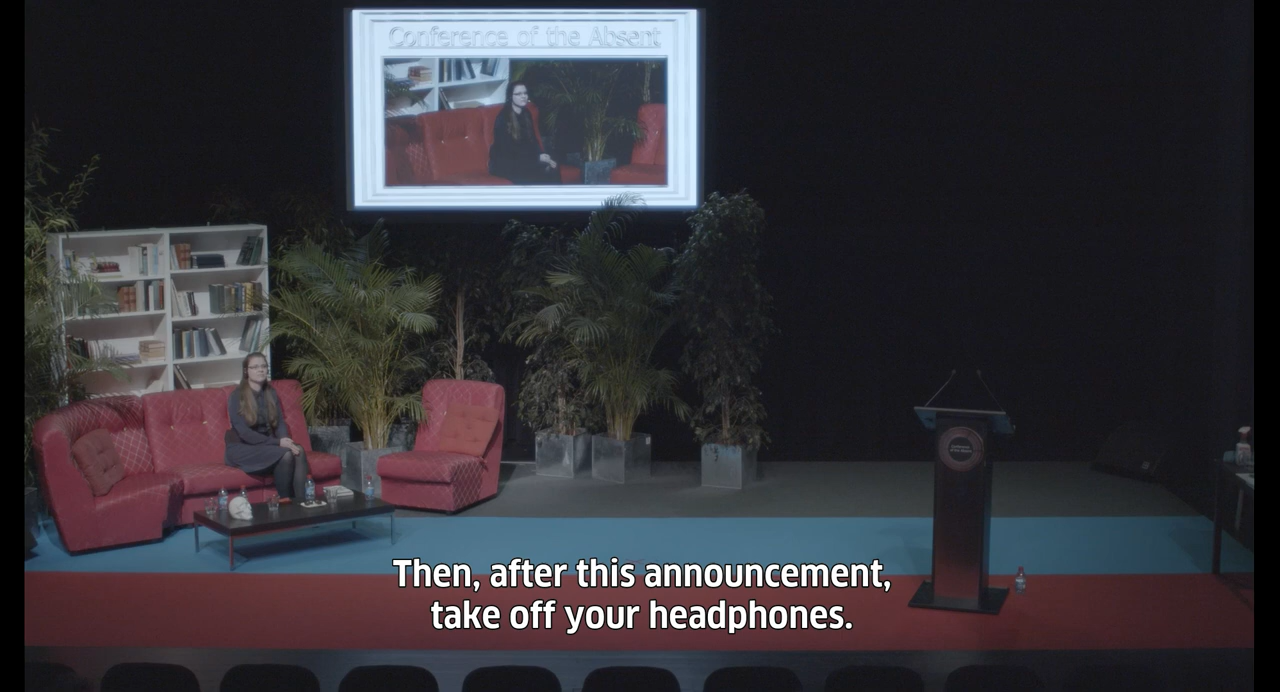 Conference of the Absent
Then, after this announcement,
take off your headphones.